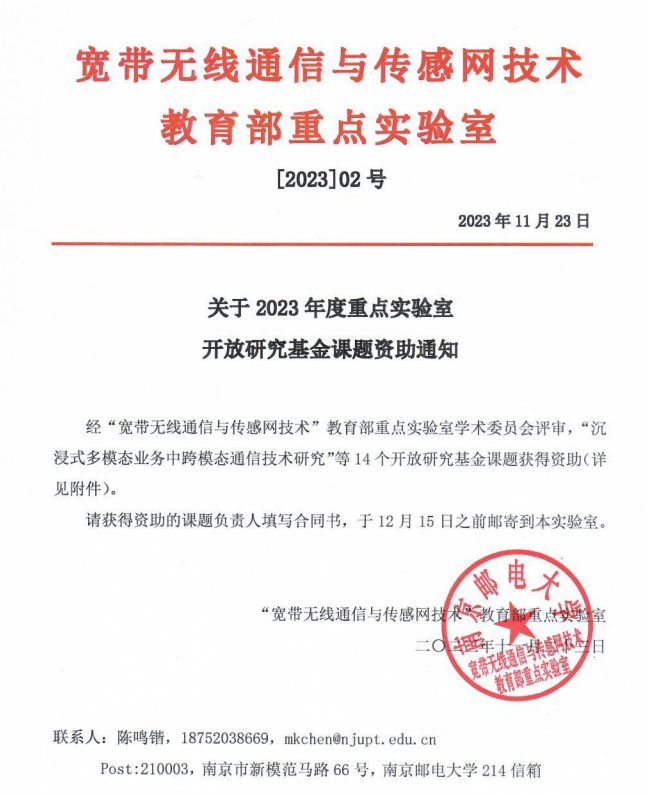 宽带无线通信与传感网技术
教育部重点实验室
[2023]02 号
2023 年 11 月 23 日
关于 2023 年度重点实验室
开放研究基金课题资助通知
经“宽带无线通信与传感网技术”教育部重点实验室学术委员会评审，“沉
浸式多模态业务中跨模态通信技术研究”等 14 个开放研究基金课题获得资助（详
见附件）。
请获得资助的课题负责人填写合同书，于 12 月 15 日之前邮寄到本实验室。
“宽带无线通信与传感网技术”教育部重点实验室
二〇二三年十一月二十三日
南京邮电大学
宽带无线通信与传感网技术
教育部重点实验室
联系人：陈鸣锴，18752038669，mkchen@njupt.edu.cn
Post:210003，南京市新模范马路 66 号，南京邮电大学 214 信箱